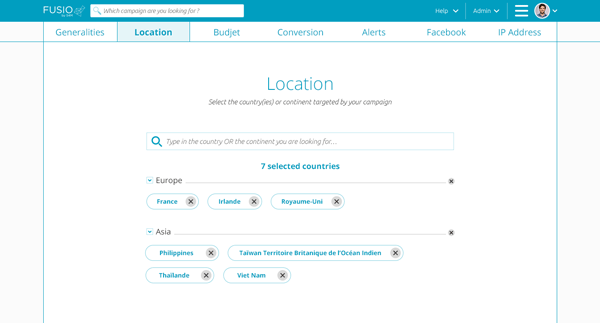 FUSIO
Which campaign are you looking for ?
Help
Admin
Generalities
Location
Budjet
Conversion
Alerts
Facebook
IP Address
Location
Select the country(ies) or continent targeted by your campaign
Type in the country OR the continent you are looking for...
7 selected countries
Europe
France
Irlande
Royaume-Uni
Asia
Philippines
Taïwan Territoire Britanique de l'Océan Indien
Thaïlande
Viet Nam